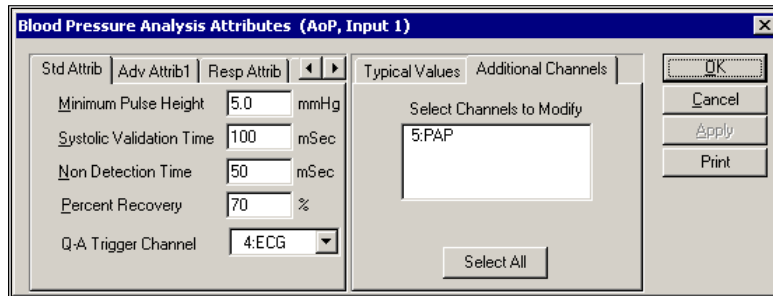 Blood Pressure Analysis Attributes (AoP, Input 1)
Std Attrib Adv Attrib1 Resp Attrib
Minimum Pulse Height 5.0 mmHg
Systolic Validation Time 100 mSec
Non Detection Time 50 mSec
Percent Recovery 70 %
Q-A Trigger Channel 4:ECG
Typical Values Additional Channels
Select Channels to Modify
5:PAP
Select All
OK
Cancel
Apply
Print